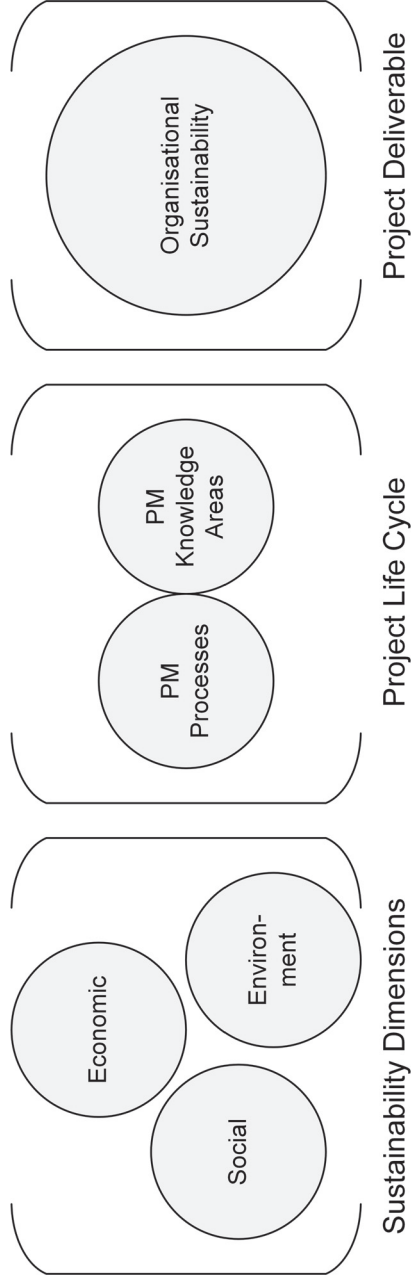 Economic
Social
Environ-
ment
Sustainability Dimensions
PM
Processes
PM
Knowledge
Areas
Project Life Cycle
Organisational
Sustainability
Project Deliverable